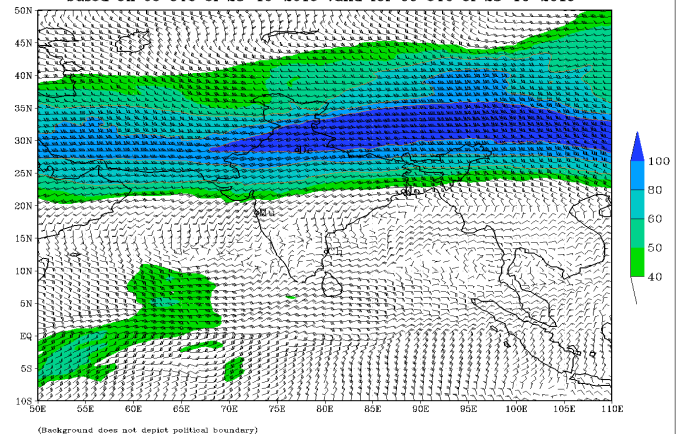 50N
45N
40N
35N
30N
25N
20N
15N
10N
5N
EQ
5S
10S
50E 55E 60E 65E 70E 75E 80E 85E 90E 95E 100E 105E 110E
100
80
60
50
40
(Background does not depict political boundary)